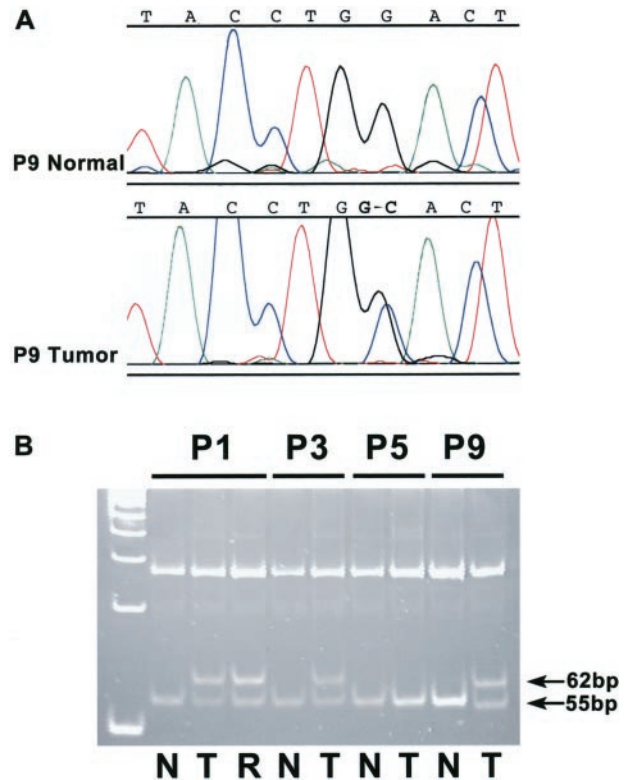 A
T A C C T G G A C T
P9 Normal
T A C C T G G-C A C T
P9 Tumor
B
P1 P3 P5 P9
62bp
55bp
N T R N T N T N T